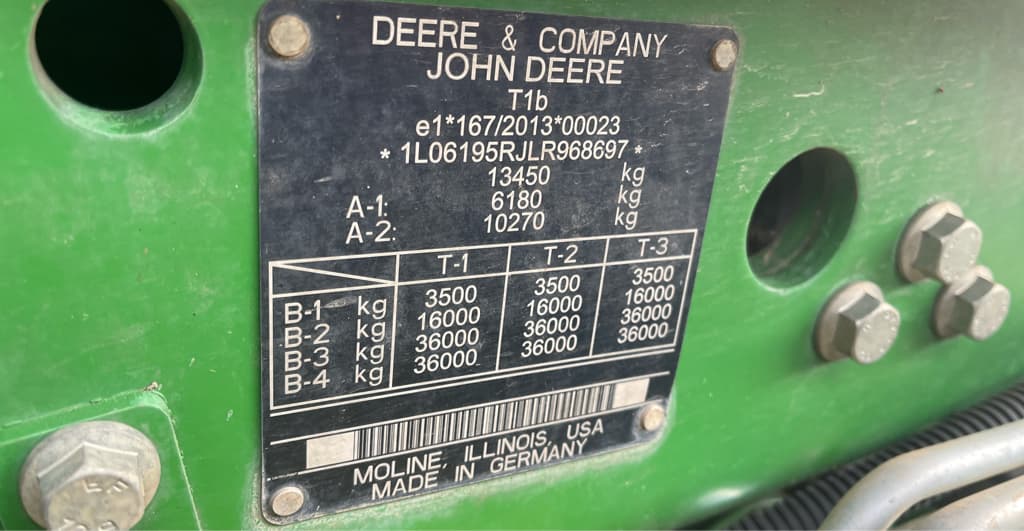 DEERE & COMPANY
JOHN DEERE
T1b
e1*167/2013*00023
* 1L06195RJLR968697 *
13450 kg
A-1: 6180 kg
A-2: 10270 kg
T-1 T-2 T-3
B-1 kg 3500 3500 3500
B-2 kg 16000 16000 16000
B-3 kg 36000 36000 36000
B-4 kg 36000 36000 36000
MOLINE, ILLINOIS, USA
MADE IN GERMANY